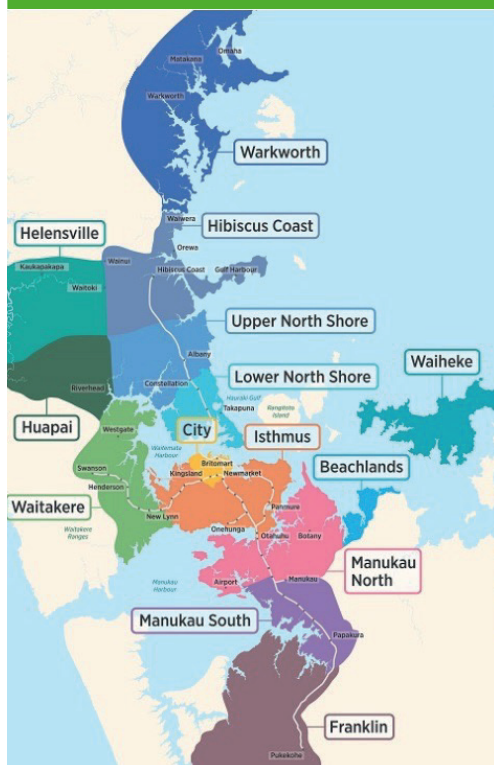 Omaha
Matakana
Warkworth
Warkworth
Waiwera
Hibiscus Coast
Helensville
Orewa
Kaukapakapa
Wainui
Hibiscus Coast
Gulf Harbour
Waitoki
Upper North Shore
Albany
Waiheke
Constellation
Lower North Shore
Riverhead
Hauraki Gulf
Takapuna
Rangitoto
Island
Huapai
Westgate
City
Isthmus
Waitemata
Harbour
Britomart
Beachlands
Swanson
Kingsland
Newmarket
Henderson
Waitakere
Panmure
New Lynn
Waitakere
Ranges
Onehunga
Otahuhu
Botany
Manukau
North
Manukau
Harbour
Airport
Manukau
Manukau South
Papakura
Franklin
Pukekohe